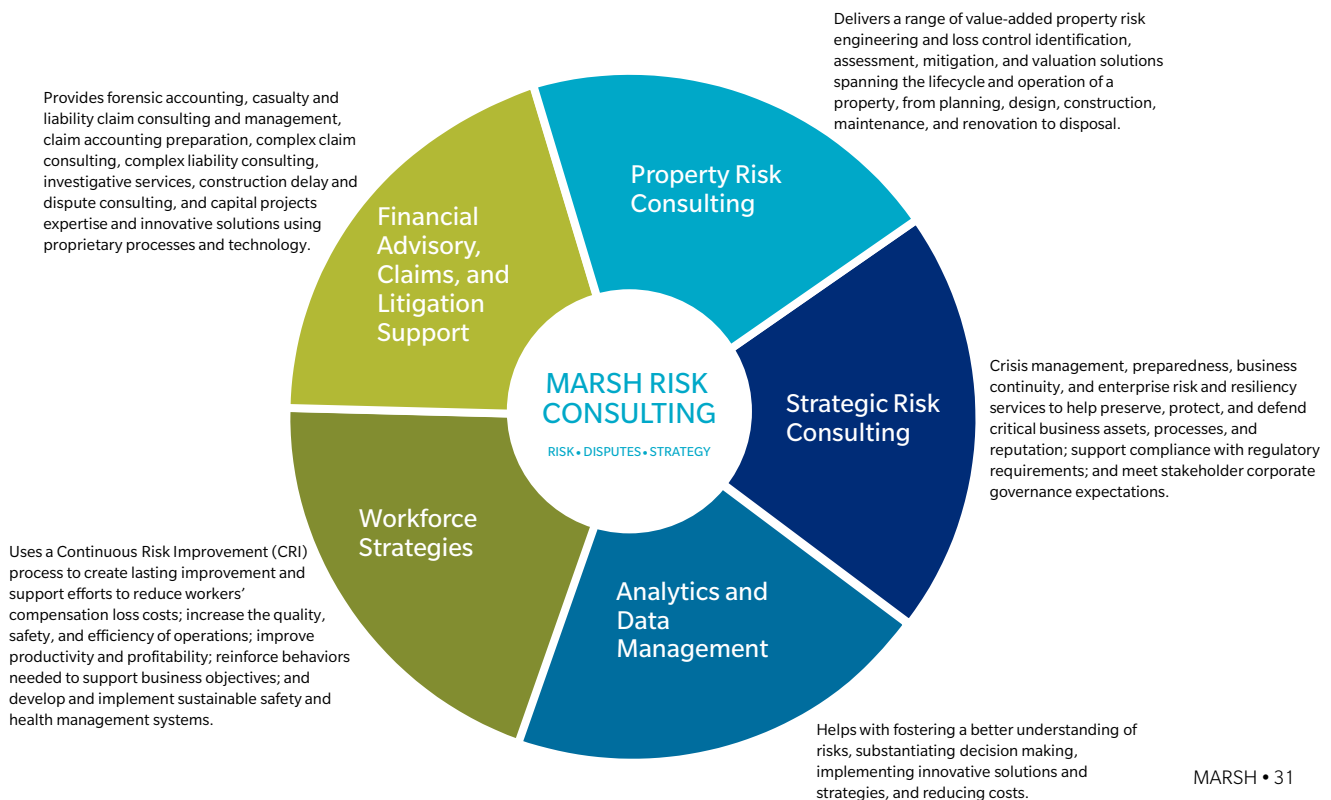 Delivers a range of value-added property risk
engineering and loss control identification,
assessment, mitigation, and valuation solutions
spanning the lifecycle and operation of a
property, from planning, design, construction,
maintenance, and renovation to disposal.
Provides forensic accounting, casualty and
liability claim consulting and management,
claim accounting preparation, complex claim
consulting, complex liability consulting,
investigative services, construction delay and
dispute consulting, and capital projects
expertise and innovative solutions using
proprietary processes and technology.
Property Risk
Consulting
Financial
Advisory,
Claims, and
Litigation
Support
MARSH RISK
CONSULTING
RISK • DISPUTES • STRATEGY
Strategic Risk
Consulting
Crisis management, preparedness, business
continuity, and enterprise risk and resiliency
services to help preserve, protect, and defend
critical business assets, processes, and
reputation; support compliance with regulatory
requirements; and meet stakeholder corporate
governance expectations.
Workforce
Strategies
Uses a Continuous Risk Improvement (CRI)
process to create lasting improvement and
support efforts to reduce workers’
compensation loss costs; increase the quality,
safety, and efficiency of operations; improve
productivity and profitability; reinforce behaviors
needed to support business objectives; and
develop and implement sustainable safety and
health management systems.
Analytics and
Data
Management
Helps with fostering a better understanding of
risks, substantiating decision making,
implementing innovative solutions and
strategies, and reducing costs.
MARSH • 31